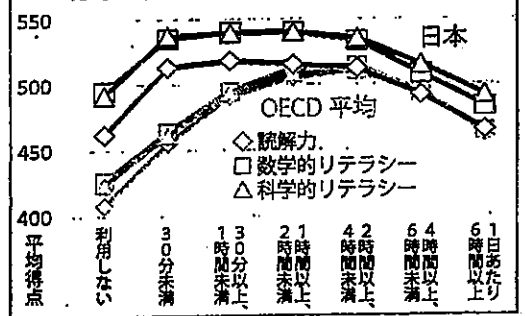 550
500
450
400
平均得点
日本
OECD 平均
◇読解力
□数学的リテラシー
△科学的リテラシー
利用しない
30分未満
30分以上、
1時間未満
1時間以上、
2時間未満
2時間以上、
4時間未満
4時間以上、
6時間未満
1日あたり
6時間以上